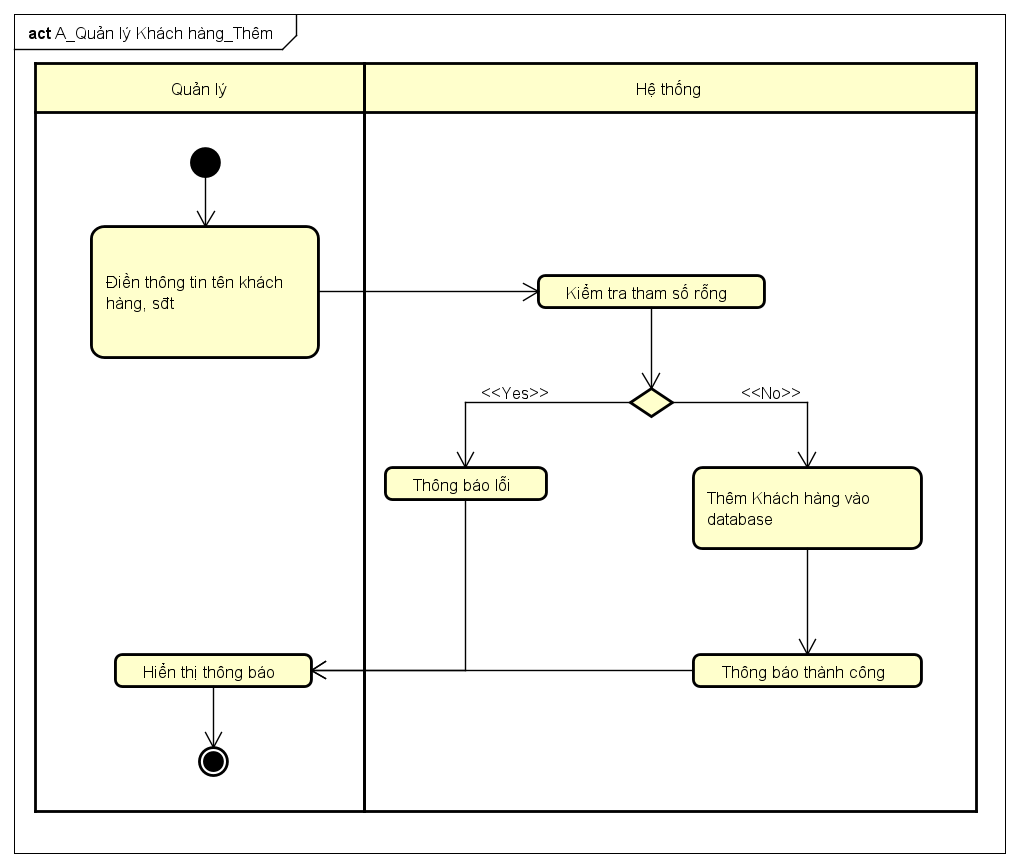 act A_Quản lý Khách hàng_Thêm
Quản lý
Hệ thống
Điền thông tin tên khách
hàng, sđt
Kiểm tra tham số rỗng
<<Yes>>
<<No>>
Thông báo lỗi
Thêm Khách hàng vào
database
Hiển thị thông báo
Thông báo thành công